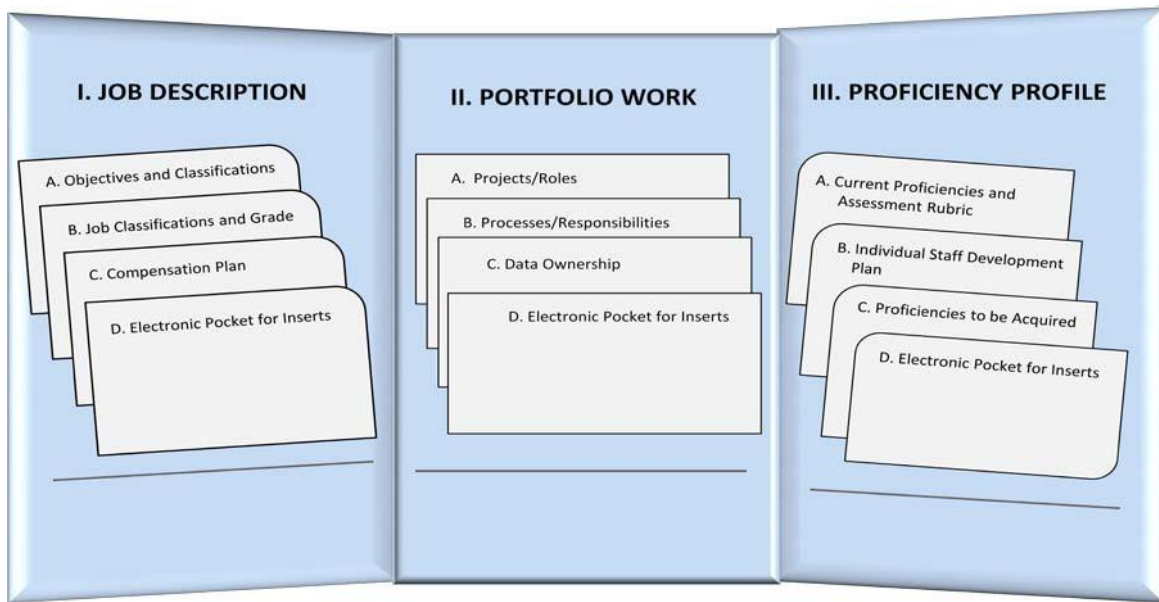 I. JOB DESCRIPTION
A. Objectives and Classifications
B. Job Classifications and Grade
C. Compensation Plan
D. Electronic Pocket for Inserts
II. PORTFOLIO WORK
A. Projects/Roles
B. Processes/Responsibilities
C. Data Ownership
D. Electronic Pocket for Inserts
III. PROFICIENCY PROFILE
A. Current Proficiencies and
Assessment Rubric
B. Individual Staff Development
Plan
C. Proficiencies to be Acquired
D. Electronic Pocket for Inserts